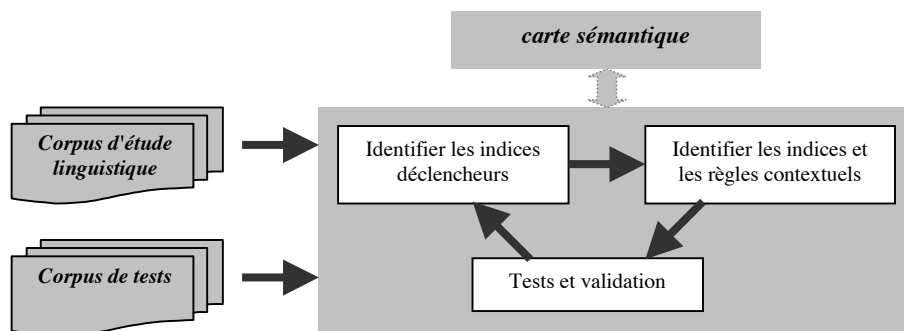 carte sémantique
Corpus d'étude
linguistique
Identifier les indices
déclencheurs
Identifier les indices et
les règles contextuels
Corpus de tests
Tests et validation